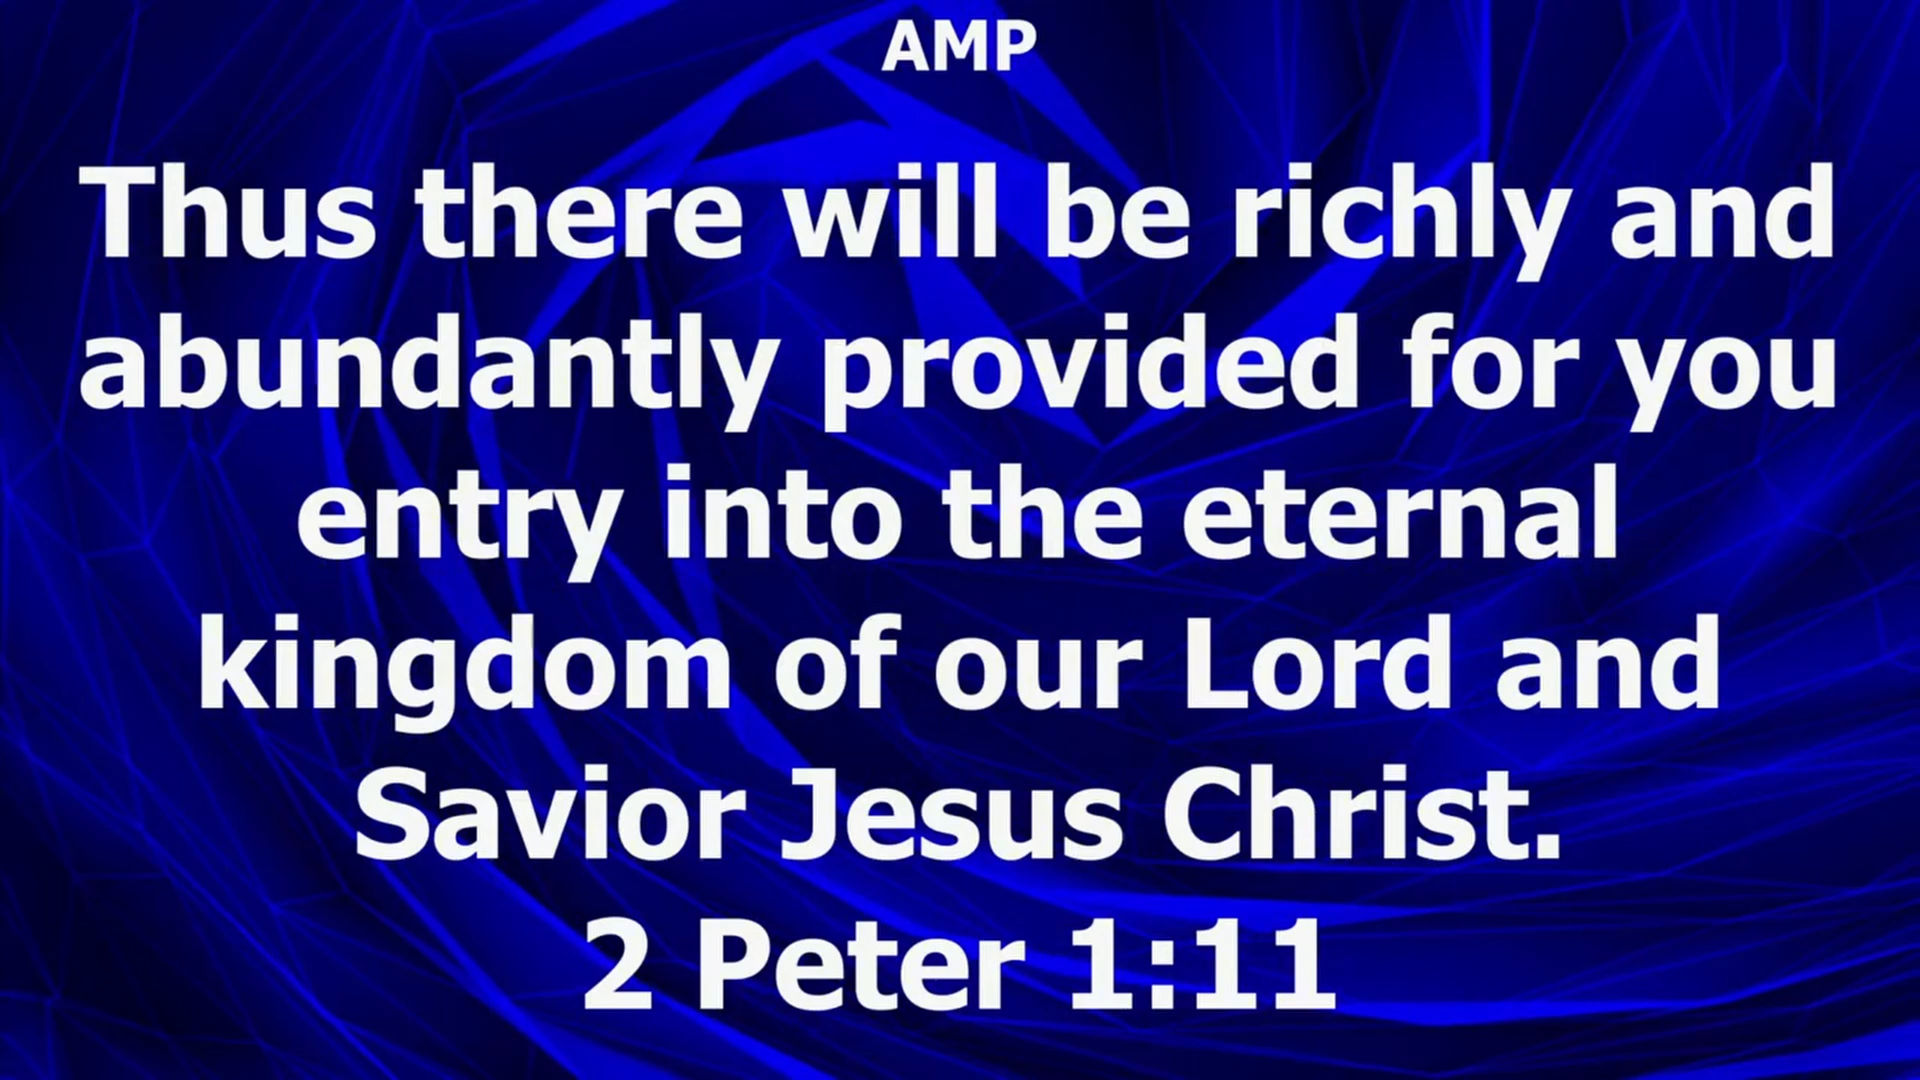 AMP
Thus there will be richly and
abundantly provided for you
entry into the eternal
kingdom of our Lord and
Savior Jesus Christ.
2 Peter 1:11